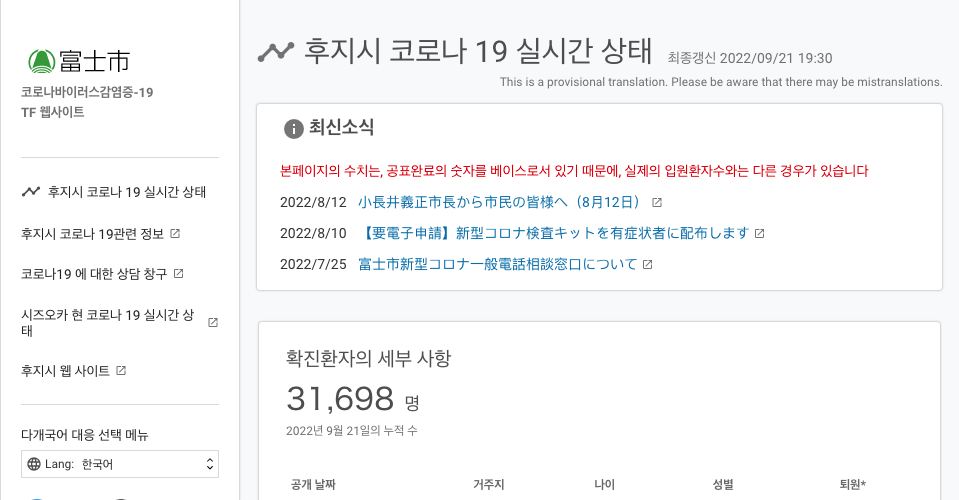 富士市
코로나바이러스감염증-19
TF 웹사이트
후지시 코로나 19 실시간 상태
후지시 코로나 19관련 정보
코로나19 에 대한 상담 창구
시즈오카 현 코로나 19 실시간 상
태
후지시 웹 사이트
다개국어 대응 선택 메뉴
Lang: 한국어
후지시 코로나 19 실시간 상태 최종갱신 2022/09/21 19:30
This is a provisional translation. Please be aware that there may be mistranslations.
최신소식
본페이지의 수치는, 공표완료의 숫자를 베이스로서 있기 때문에, 실제의 입원환자수와는 다른 경우가 있습니다
2022/8/12 小長井義正市長から市民の皆様へ（8月12日）
2022/8/10 【要電子申請】新型コロナ検査キットを有症状者に配布します
2022/7/25 富士市新型コロナ一般電話相談窓口について
확진환자의 세부 사항
31,698 명
2022년 9월 21일의 누적 수
공개 날짜 거주지 나이 성별 퇴원*